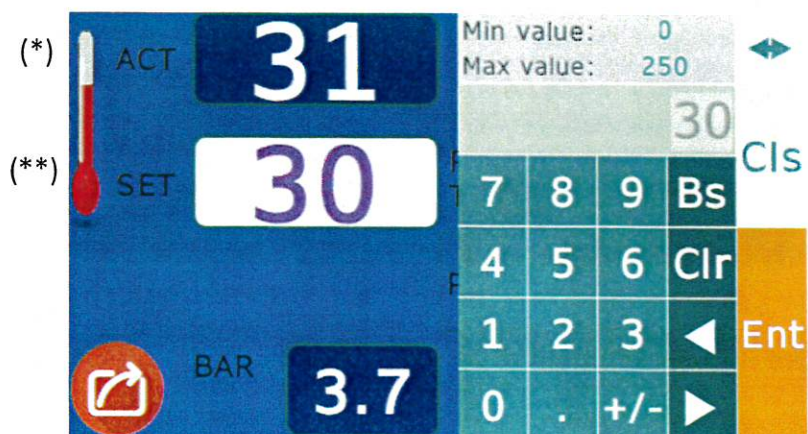 (*)
ACT
31
(**)
SET
30
BAR
3.7
Min value: 0
Max value: 250
30
7 8 9 Bs
4 5 6 Clr
1 2 3
0 . +/-
Cls
Ent